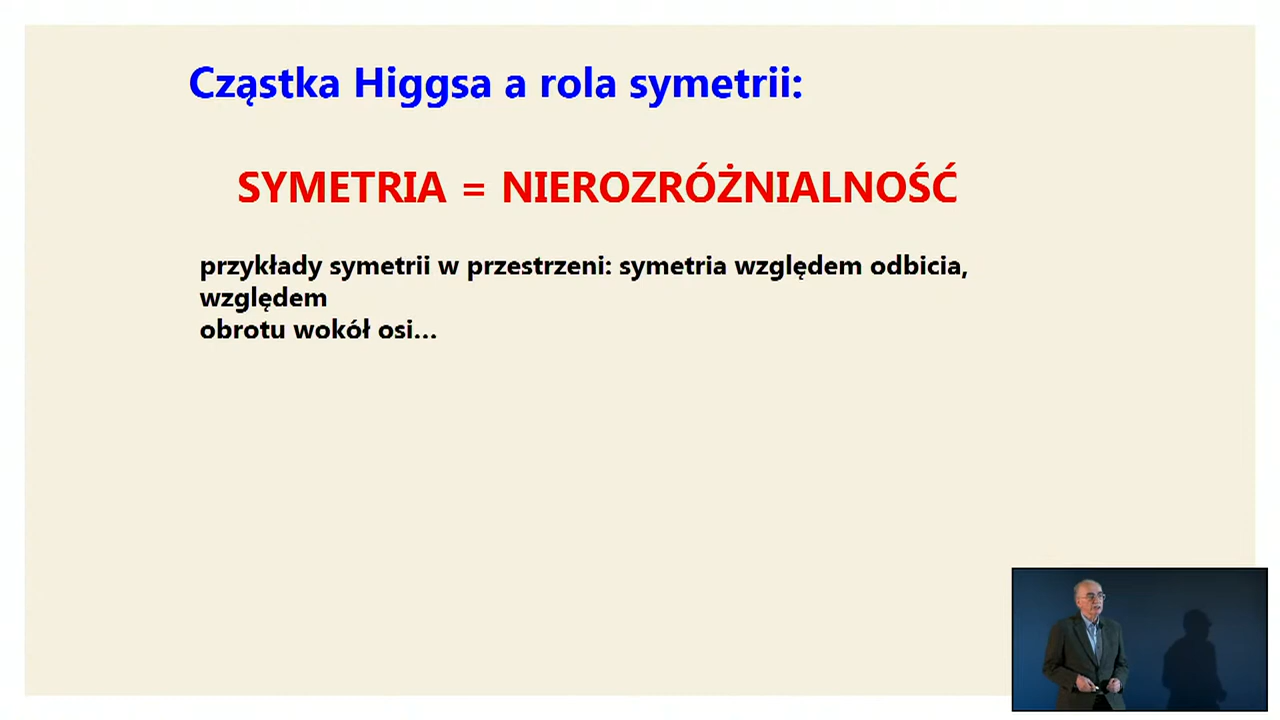 Cząstka Higgsa a rola symetrii:
SYMETRIA = NIEROZRÓŻNIALNOŚĆ
przykłady symetrii w przestrzeni: symetria względem odbicia,
względem
obrotu wokół osi...